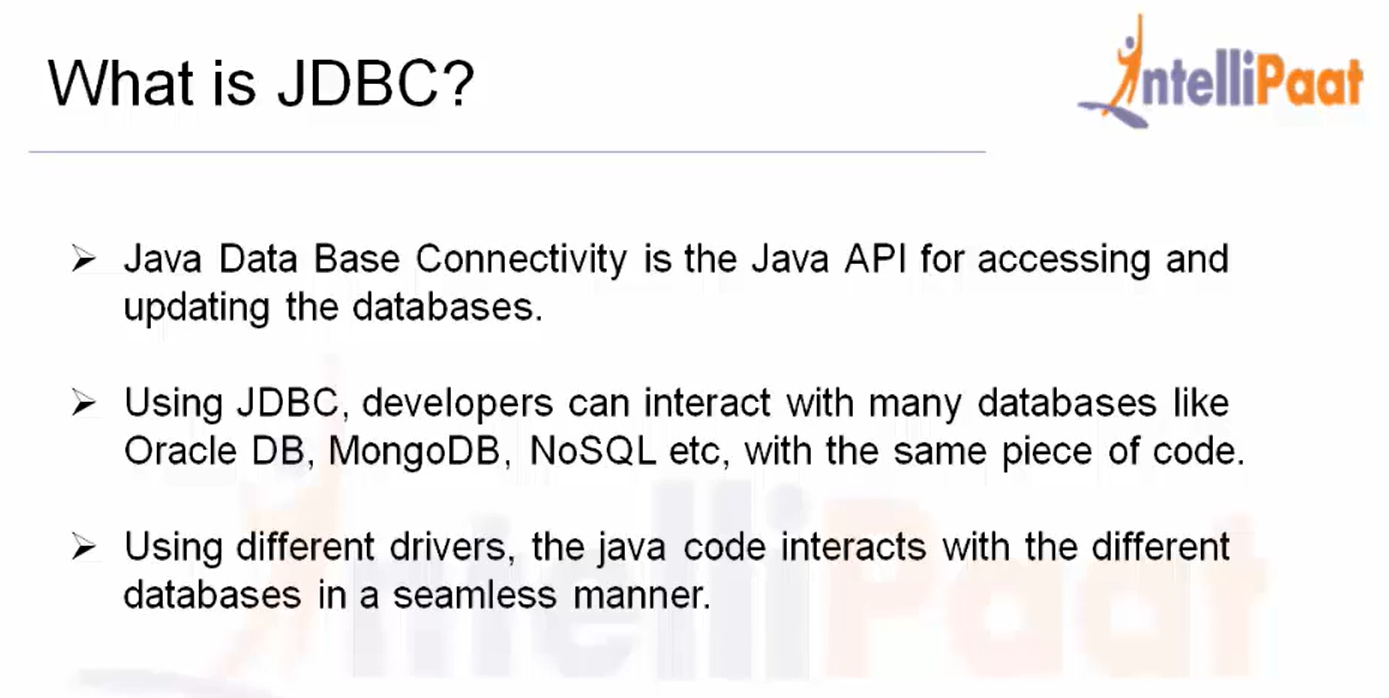 What is JDBC?
IntelliPaat
➢ Java Data Base Connectivity is the Java API for accessing and
updating the databases.
➢ Using JDBC, developers can interact with many databases like
Oracle DB, MongoDB, NoSQL etc, with the same piece of code.
➢ Using different drivers, the java code interacts with the different
databases in a seamless manner.
IntelliPaat